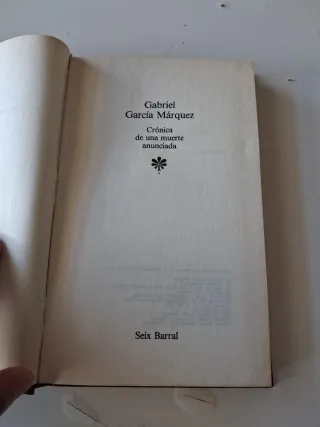 Gabriel
García Márquez
Crónica
de una muerte
anunciada
Seix Barral